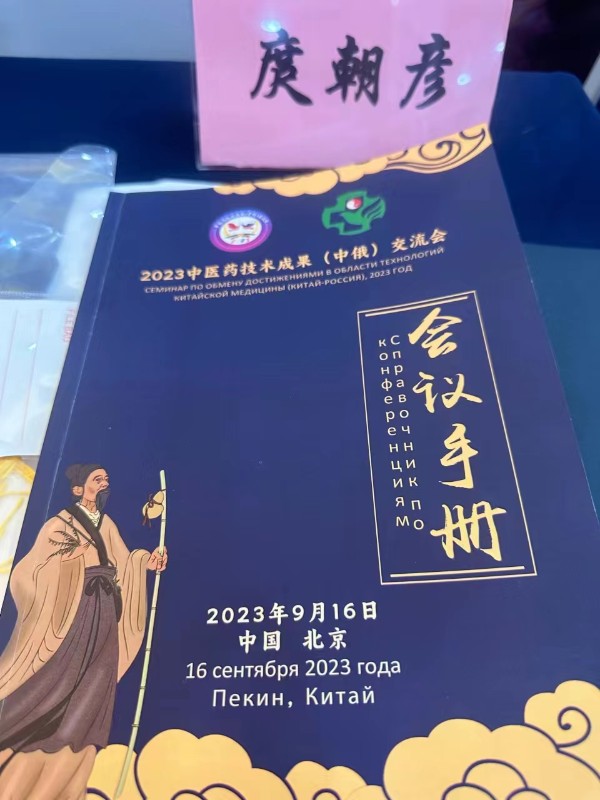 庹朝彦
2023中医药技术成果（中俄）交流会
СЕМИНАР ПО ОБМЕНУ ДОСТИЖЕНИЯМИ В ОБЛАСТИ ТЕХНОЛОГИЙ
КИТАЙСКОЙ МЕДИЦИНЫ (КИТАЙ-РОССИЯ), 2023 ГОД
会议手册
Справочник по
конференциям
2023年9月16日
中国 北京
16 сентября 2023 года
Пекин, Китай